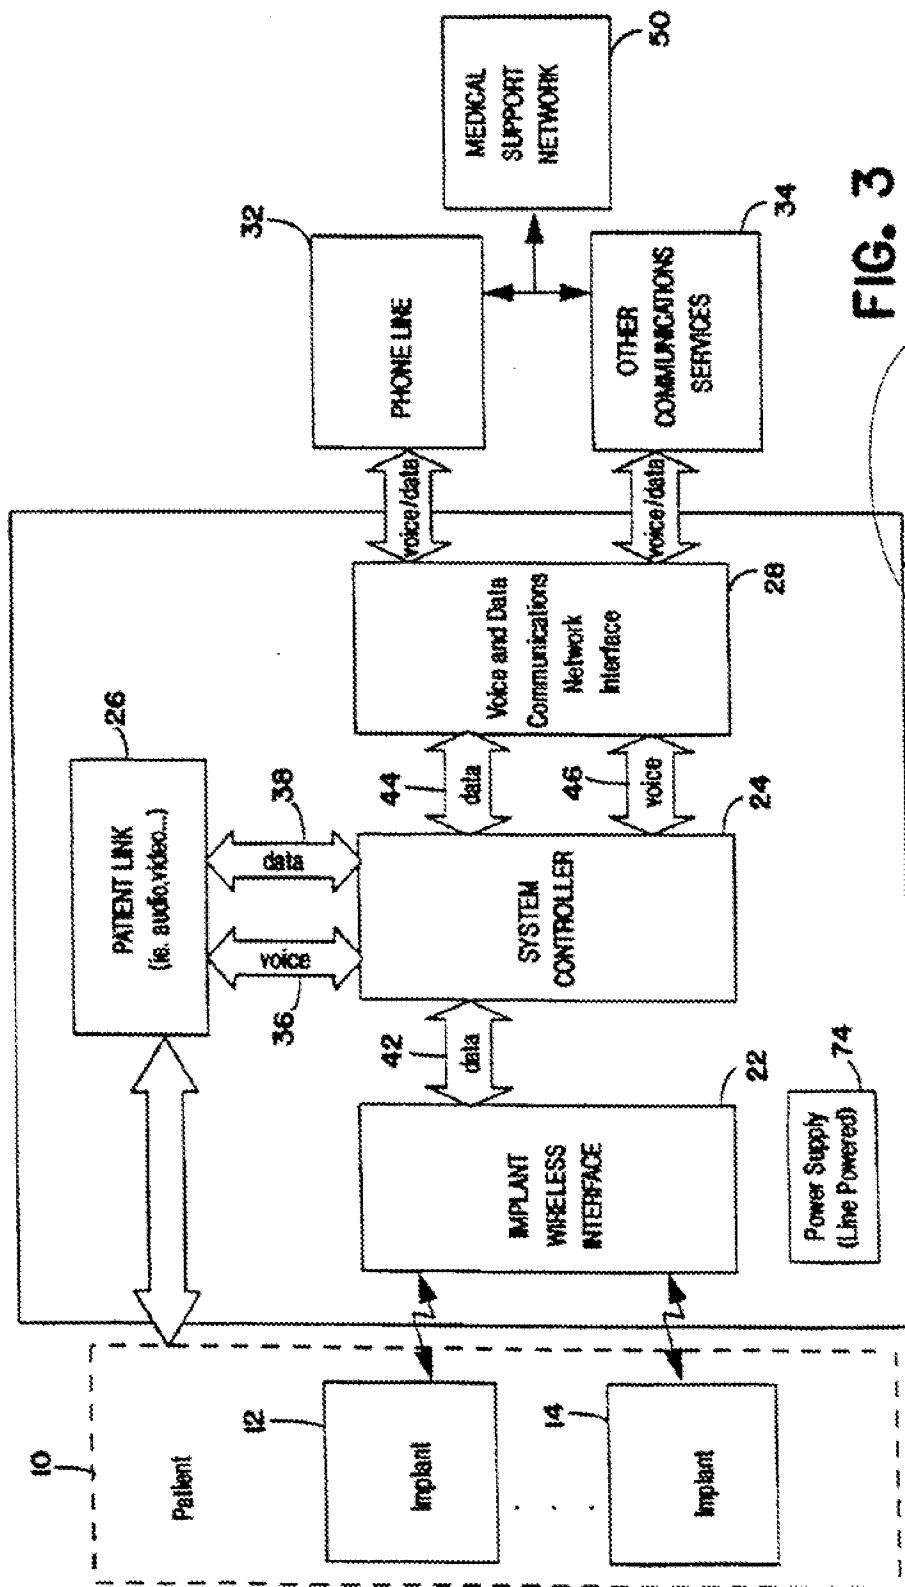 10
Patient
12
Implant
14
Implant
26
PATIENT LINK
(ie. audio,video...)
36
voice
38
data
IMPLANT
WIRELESS
INTERFACE
22
42
data
SYSTEM
CONTROLLER
24
44
data
46
voice
Voice and Data
Communications
Network
Interface
28
voice/data
voice/data
32
PHONE LINE
OTHER
COMMUNICATIONS
SERVICES
34
MEDICAL
SUPPORT
NETWORK
50
Power Supply
(Line Powered)
74
FIG. 3